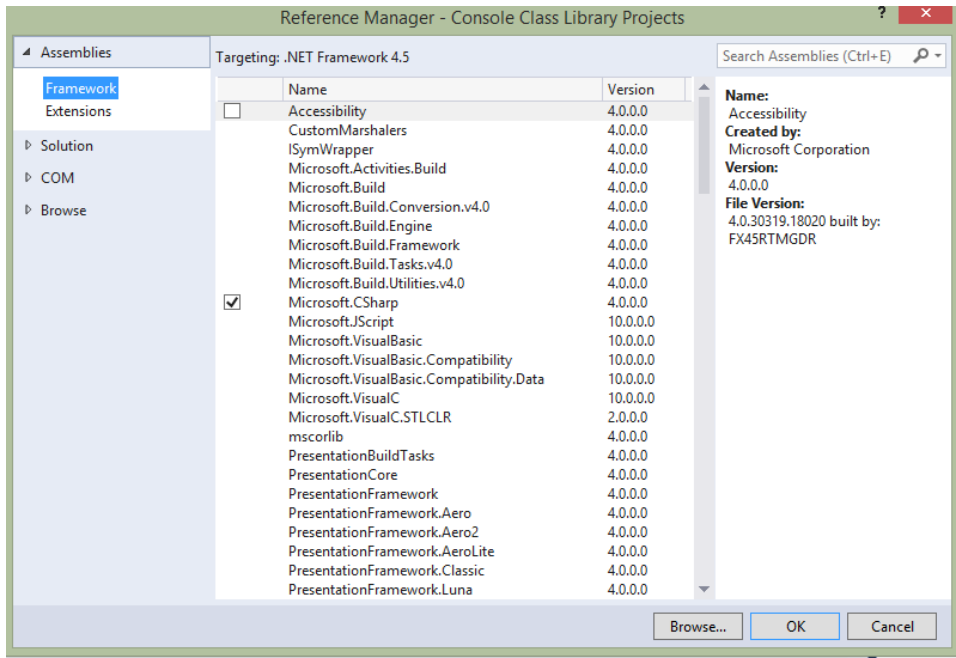 Reference Manager - Console Class Library Projects
?
Assemblies
Framework
Extensions
Solution
COM
Browse
Targeting: .NET Framework 4.5
Search Assemblies (Ctrl+E)
Name Version
Accessibility 4.0.0.0
CustomMarshalers 4.0.0.0
ISymWrapper 4.0.0.0
Microsoft.Activities.Build 4.0.0.0
Microsoft.Build 4.0.0.0
Microsoft.Build.Conversion.v4.0 4.0.0.0
Microsoft.Build.Engine 4.0.0.0
Microsoft.Build.Framework 4.0.0.0
Microsoft.Build.Tasks.v4.0 4.0.0.0
Microsoft.Build.Utilities.v4.0 4.0.0.0
Microsoft.CSharp 4.0.0.0
Microsoft.JScript 10.0.0.0
Microsoft.VisualBasic 10.0.0.0
Microsoft.VisualBasic.Compatibility 10.0.0.0
Microsoft.VisualBasic.Compatibility.Data 10.0.0.0
Microsoft.VisualC 10.0.0.0
Microsoft.VisualC.STLCLR 2.0.0.0
mscorlib 4.0.0.0
PresentationBuildTasks 4.0.0.0
PresentationCore 4.0.0.0
PresentationFramework 4.0.0.0
PresentationFramework.Aero 4.0.0.0
PresentationFramework.Aero2 4.0.0.0
PresentationFramework.AeroLite 4.0.0.0
PresentationFramework.Classic 4.0.0.0
PresentationFramework.Luna 4.0.0.0
Name:
Accessibility
Created by:
Microsoft Corporation
Version:
4.0.0.0
File Version:
4.0.30319.18020 built by:
FX45RTMGDR
Browse... OK Cancel